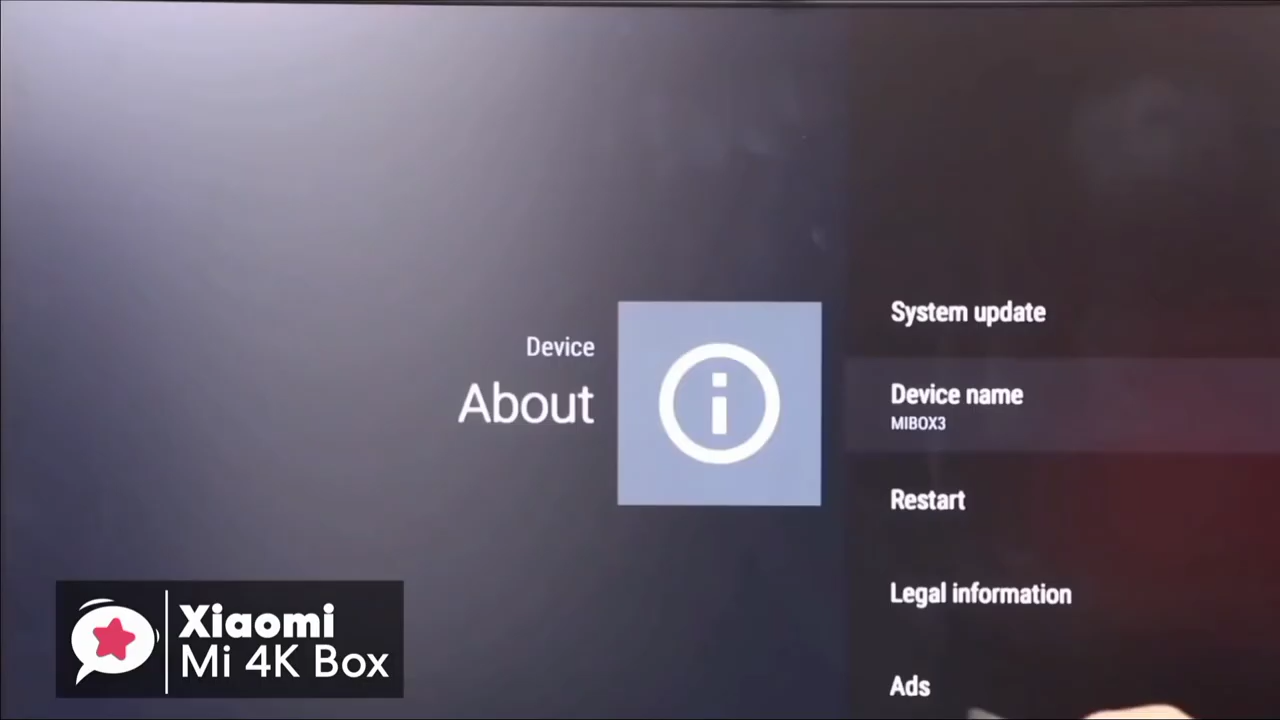 Device
About
System update
Device name
MIBOX3
Restart
Legal information
Ads
Xiaomi
Mi 4K Box